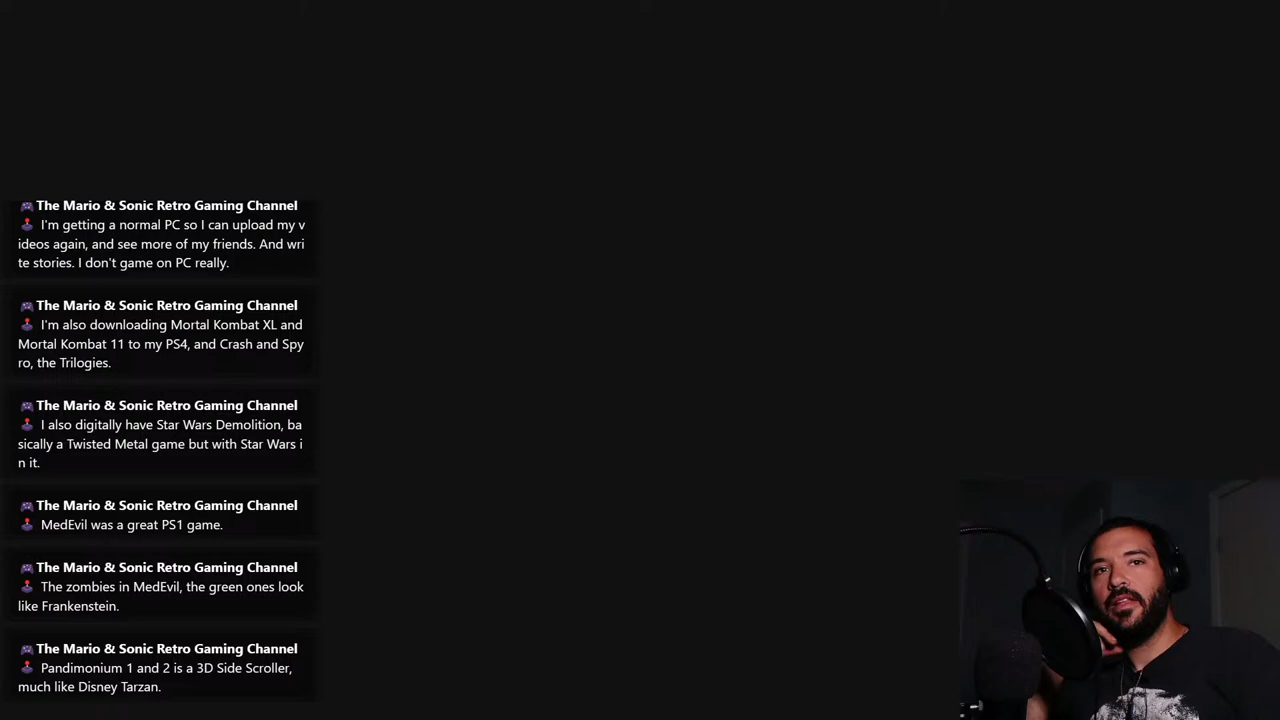 The Mario & Sonic Retro Gaming Channel
I'm getting a normal PC so I can upload my v
ideos again, and see more of my friends. And wri
te stories. I don't game on PC really.
The Mario & Sonic Retro Gaming Channel
I'm also downloading Mortal Kombat XL and
Mortal Kombat 11 to my PS4, and Crash and Spy
ro, the Trilogies.
The Mario & Sonic Retro Gaming Channel
I also digitally have Star Wars Demolition, ba
sically a Twisted Metal game but with Star Wars i
n it.
The Mario & Sonic Retro Gaming Channel
MedEvil was a great PS1 game.
The Mario & Sonic Retro Gaming Channel
The zombies in MedEvil, the green ones look
like Frankenstein.
The Mario & Sonic Retro Gaming Channel
Pandimonium 1 and 2 is a 3D Side Scroller,
much like Disney Tarzan.